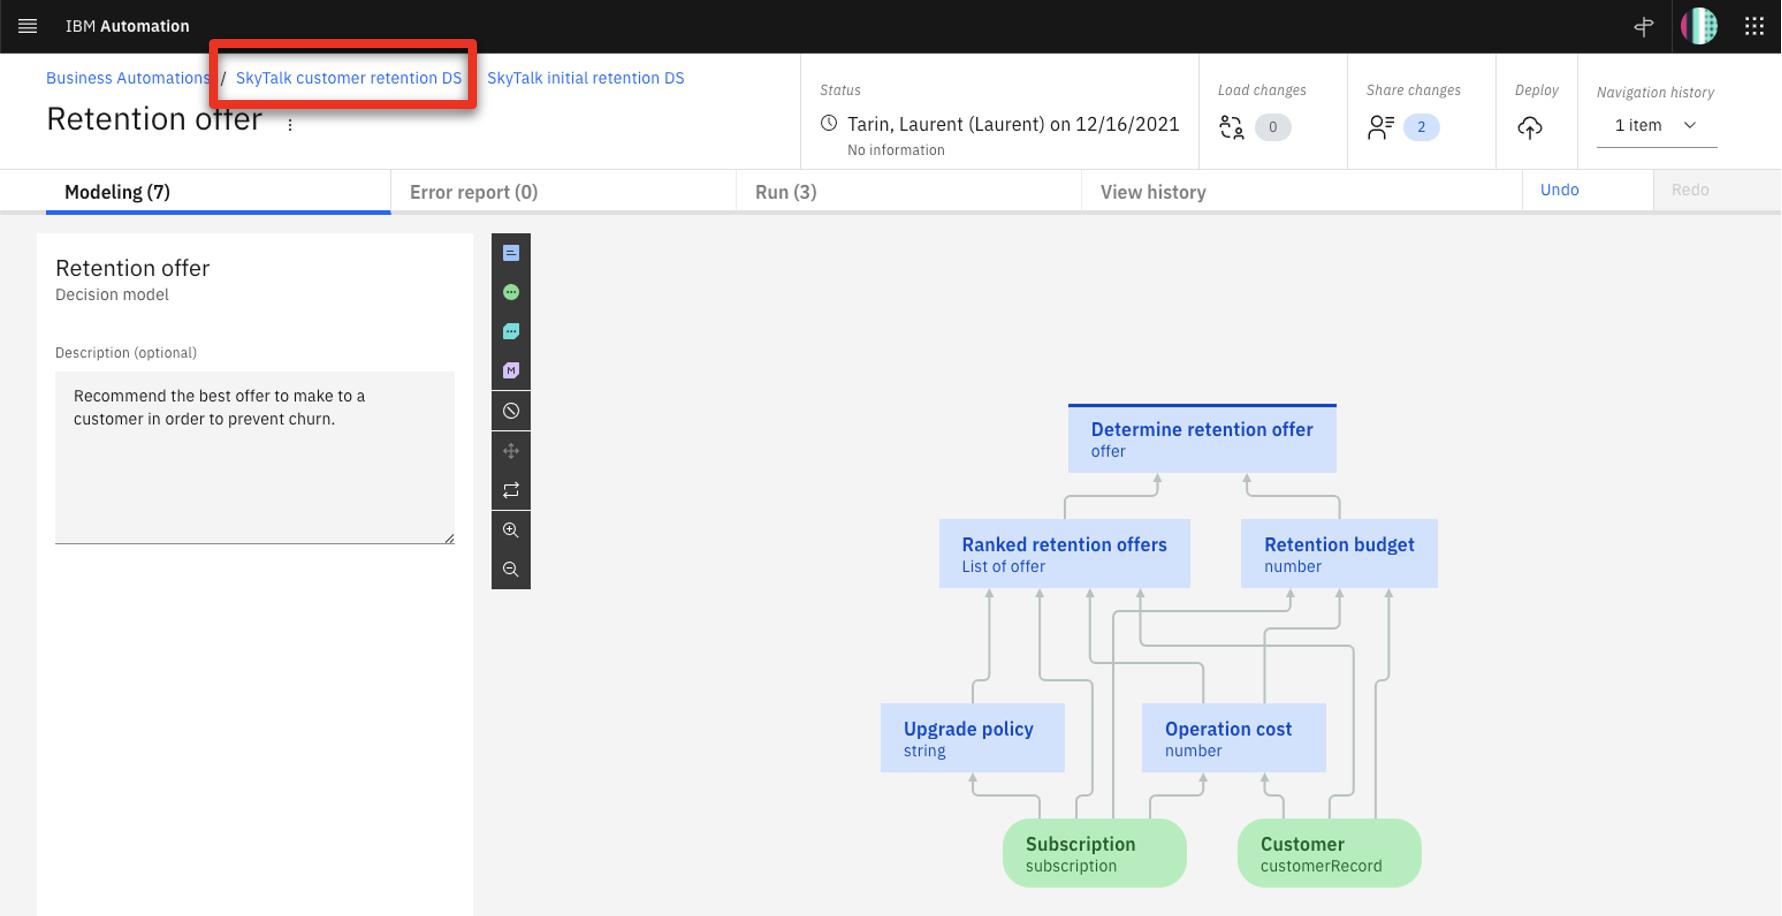 IBM Automation
Business Automations / SkyTalk customer retention DS SkyTalk initial retention DS
Retention offer
Status
Tarin, Laurent (Laurent) on 12/16/2021
No information
Load changes
0
Share changes
2
Deploy
Navigation history
1 item
Modeling (7)
Error report (0)
Run (3)
View history
Undo
Redo
Retention offer
Decision model
Description (optional)
Recommend the best offer to make to a
customer in order to prevent churn.
M
Determine retention offer
offer
Ranked retention offers
List of offer
Retention budget
number
Upgrade policy
string
Operation cost
number
Subscription
subscription
Customer
customerRecord